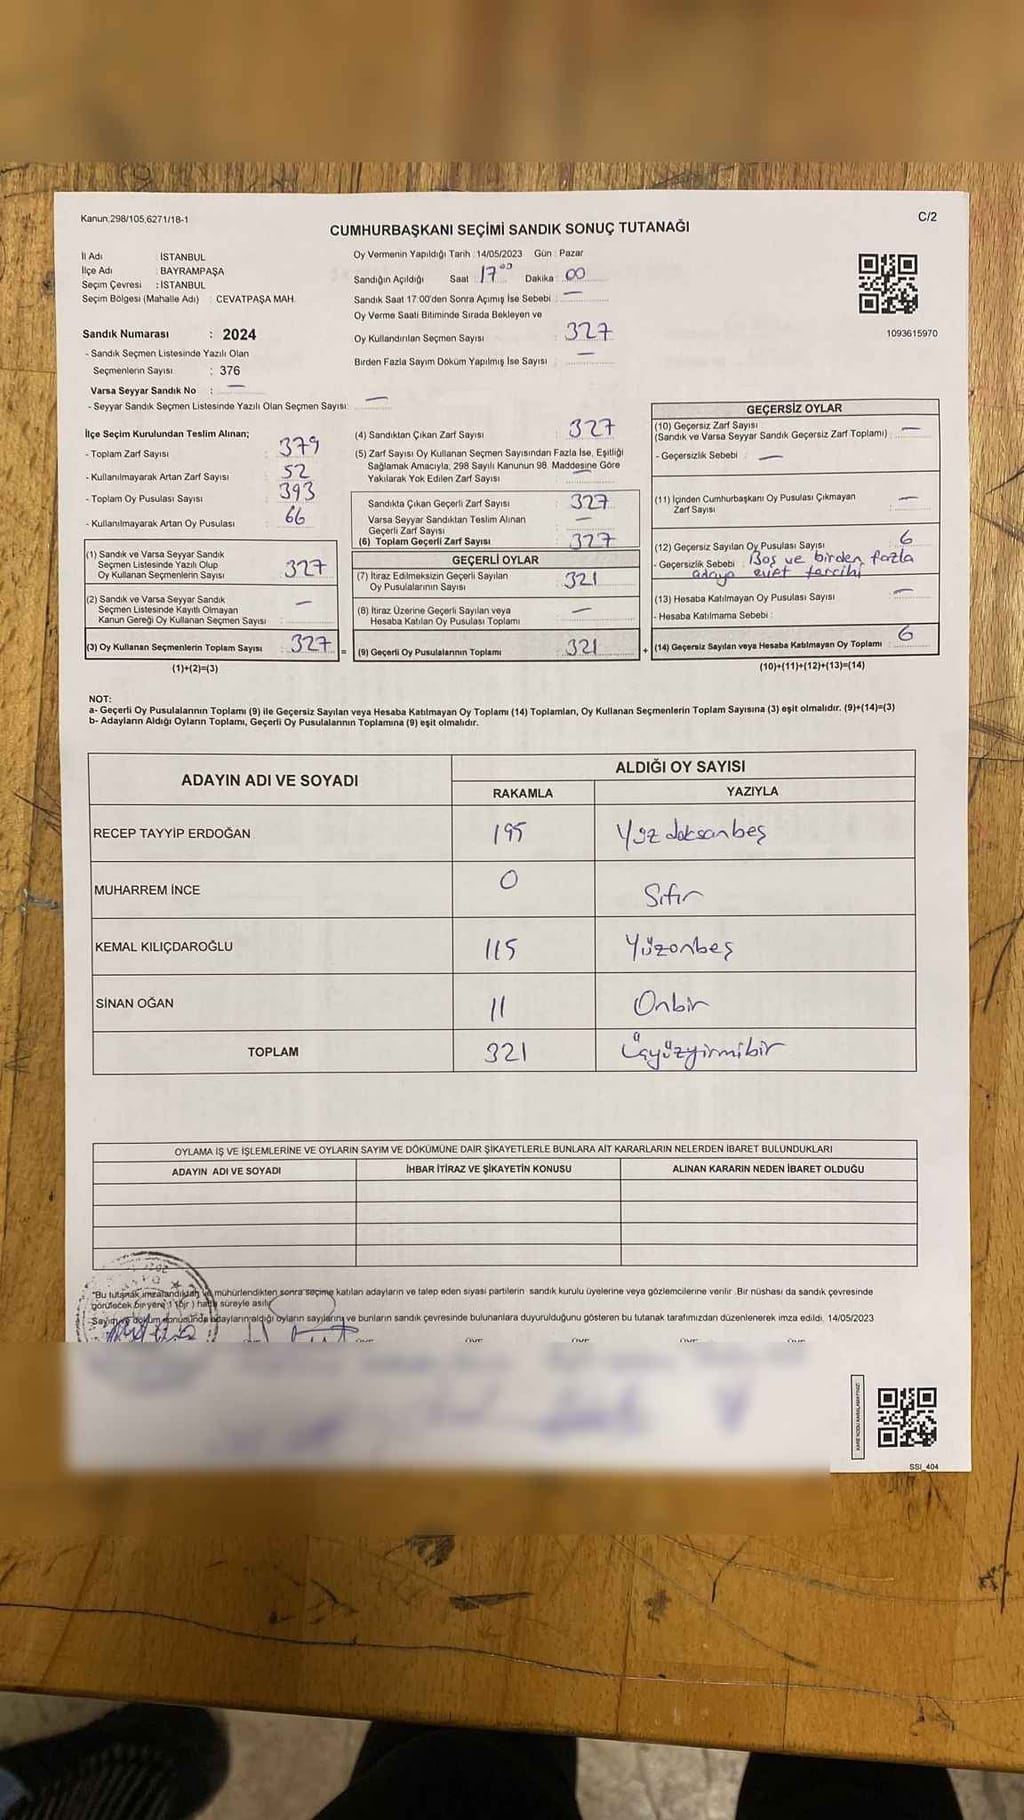 Kanun,298/105,6271/18-1
C/2
CUMHURBAŞKANI SEÇİMİ SANDIK SONUÇ TUTANAĞI
İl Adı : İSTANBUL
İlçe Adı : BAYRAMPAŞA
Seçim Çevresi : İSTANBUL
Seçim Bölgesi (Mahalle Adı) : CEVATPAŞA MAH.
Sandık Numarası : 2024
- Sandık Seçmen Listesinde Yazılı Olan
Seçmenlerin Sayısı : 376
Varsa Seyyar Sandık No : —
- Seyyar Sandık Seçmen Listesinde Yazılı Olan Seçmen Sayısı: —
Oy Vermenin Yapıldığı Tarih : 14/05/2023 Gün : Pazar
Sandığın Açıldığı Saat 17⁰⁰ Dakika 00
Sandık Saat 17:00'den Sonra Açımış İse Sebebi : —
Oy Verme Saati Bitiminde Sırada Bekleyen ve
Oy Kullandırılan Seçmen Sayısı : 327
Birden Fazla Sayım Döküm Yapılmış İse Sayısı : —
1093615970
İlçe Seçim Kurulundan Teslim Alınan;
- Toplam Zarf Sayısı : 379
- Kullanılmayarak Artan Zarf Sayısı : 52
- Toplam Oy Pusulası Sayısı : 393
- Kullanılmayarak Artan Oy Pusulası : 66
(1) Sandık ve Varsa Seyyar Sandık
Seçmen Listesinde Yazılı Olup
Oy Kullanan Seçmenlerin Sayısı : 327
(2) Sandık ve Varsa Seyyar Sandık
Seçmen Listesinde Kayıtlı Olmayan
Kanun Gereği Oy Kullanan Seçmen Sayısı : —
(3) Oy Kullanan Seçmenlerin Toplam Sayısı : 327
(1)+(2)=(3)
(4) Sandıktan Çıkan Zarf Sayısı : 327
(5) Zarf Sayısı Oy Kullanan Seçmen Sayısından Fazla İse, Eşitliği
Sağlamak Amacıyla, 298 Sayılı Kanunun 98. Maddesine Göre
Yakılarak Yok Edilen Zarf Sayısı : —
Sandıkta Çıkan Geçerli Zarf Sayısı : 327
Varsa Seyyar Sandıktan Teslim Alınan
Geçerli Zarf Sayısı : —
(6) Toplam Geçerli Zarf Sayısı : 327
GEÇERLİ OYLAR
(7) İtiraz Edilmeksizin Geçerli Sayılan
Oy Pusulalarının Sayısı : 321
(8) İtiraz Üzerine Geçerli Sayılan veya
Hesaba Katılan Oy Pusulası Toplamı : —
= (9) Geçerli Oy Pusulalarının Toplamı : 321
GEÇERSİZ OYLAR
(10) Geçersiz Zarf Sayısı
(Sandık ve Varsa Seyyar Sandık Geçersiz Zarf Toplamı) : —
- Geçersizlik Sebebi : —
(11) İçinden Cumhurbaşkanı Oy Pusulası Çıkmayan
Zarf Sayısı : —
(12) Geçersiz Sayılan Oy Pusulası Sayısı : 6
- Geçersizlik Sebebi : Boş ve birden fazla
adaya evet tercihi
(13) Hesaba Katılmayan Oy Pusulası Sayısı : —
- Hesaba Katılmama Sebebi :
+ (14) Geçersiz Sayılan veya Hesaba Katılmayan Oy Toplamı : 6
(10)+(11)+(12)+(13)=(14)
NOT:
a- Geçerli Oy Pusulalarının Toplamı (9) ile Geçersiz Sayılan veya Hesaba Katılmayan Oy Toplamı (14) Toplamları, Oy Kullanan Seçmenlerin Toplam Sayısına (3) eşit olmalıdır. (9)+(14)=(3)
b- Adayların Aldığı Oyların Toplamı, Geçerli Oy Pusulalarının Toplamına (9) eşit olmalıdır.
ADAYIN ADI VE SOYADI
ALDIĞI OY SAYISI
RAKAMLA YAZIYLA
RECEP TAYYİP ERDOĞAN 195 Yüz doksanbeş
MUHARREM İNCE 0 Sıfır
KEMAL KILIÇDAROĞLU 115 Yüzonbeş
SİNAN OĞAN 11 Onbir
TOPLAM 321 Üçyüzyirmibir
OYLAMA İŞ VE İŞLEMLERİNE VE OYLARIN SAYIM VE DÖKÜMÜNE DAİR ŞİKAYETLERLE BUNLARA AİT KARARLARIN NELERDEN İBARET BULUNDUKLARI
ADAYIN ADI VE SOYADI İHBAR İTİRAZ VE ŞİKAYETİN KONUSU ALINAN KARARIN NEDEN İBARET OLDUĞU
"Bu tutanak imzalandıktan ve mühürlendikten sonra seçime katılan adayların ve talep eden siyasi partilerin sandık kurulu üyelerine veya gözlemcilerine verilir. Bir nüshası da sandık çevresinde
görülecek bir yere 1 (bir) hafta süreyle asılır
Sayım ve döküm konusunda adayların aldığı oyların sayılarını ve bunların sandık çevresinde bulunanlara duyurulduğunu gösteren bu tutanak tarafımızdan düzenlenerek imza edildi. 14/05/2023
SSI_404